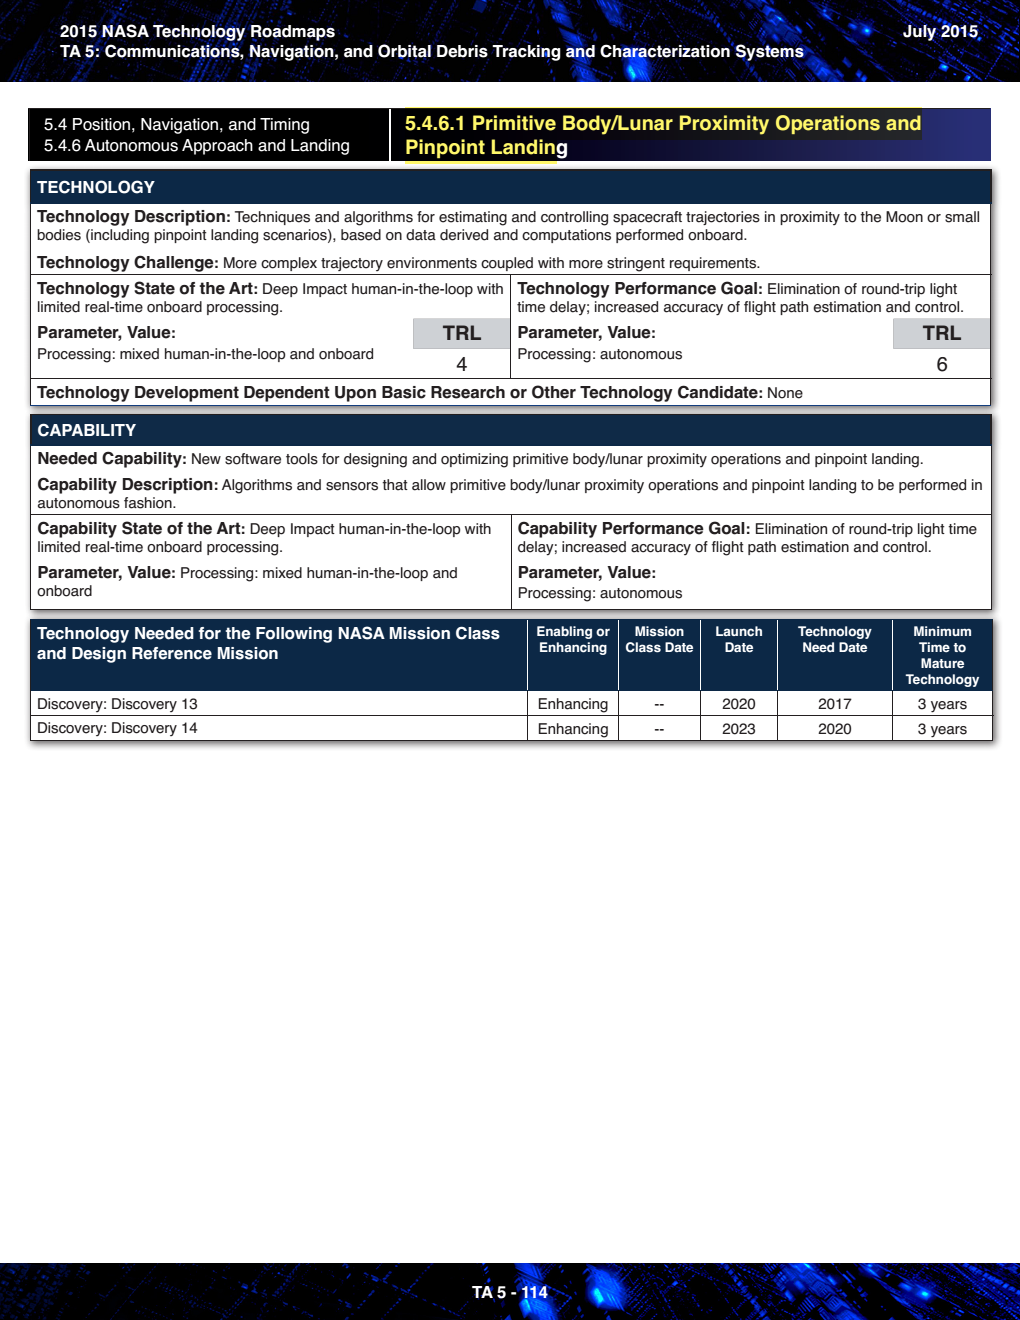 2015 NASA Technology Roadmaps
July 2015
TA 5: Communications, Navigation, and Orbital Debris Tracking and Characterization Systems
5.4 Position, Navigation, and Timing
5.4.6 Autonomous Approach and Landing
5.4.6.1 Primitive Body/Lunar Proximity Operations and
Pinpoint Landing
TECHNOLOGY
Technology Description: Techniques and algorithms for estimating and controlling spacecraft trajectories in proximity to the Moon or small
bodies (including pinpoint landing scenarios), based on data derived and computations performed onboard.
Technology Challenge: More complex trajectory environments coupled with more stringent requirements.
Technology State of the Art: Deep Impact human-in-the-loop with
limited real-time onboard processing.
Parameter, Value:
Processing: mixed human-in-the-loop and onboard
TRL
4
Technology Performance Goal: Elimination of round-trip light
time delay; increased accuracy of flight path estimation and control.
Parameter, Value:
Processing: autonomous
TRL
6
Technology Development Dependent Upon Basic Research or Other Technology Candidate: None
CAPABILITY
Needed Capability: New software tools for designing and optimizing primitive body/lunar proximity operations and pinpoint landing.
Capability Description: Algorithms and sensors that allow primitive body/lunar proximity operations and pinpoint landing to be performed in
autonomous fashion.
Capability State of the Art: Deep Impact human-in-the-loop with
limited real-time onboard processing.
Parameter, Value: Processing: mixed human-in-the-loop and
onboard
Capability Performance Goal: Elimination of round-trip light time
delay; increased accuracy of flight path estimation and control.
Parameter, Value:
Processing: autonomous
Technology Needed for the Following NASA Mission Class
and Design Reference Mission
Enabling or
Enhancing
Mission
Class Date
Launch
Date
Technology
Need Date
Minimum
Time to
Mature
Technology
Discovery: Discovery 13 Enhancing -- 2020 2017 3 years
Discovery: Discovery 14 Enhancing -- 2023 2020 3 years
TA 5 - 114